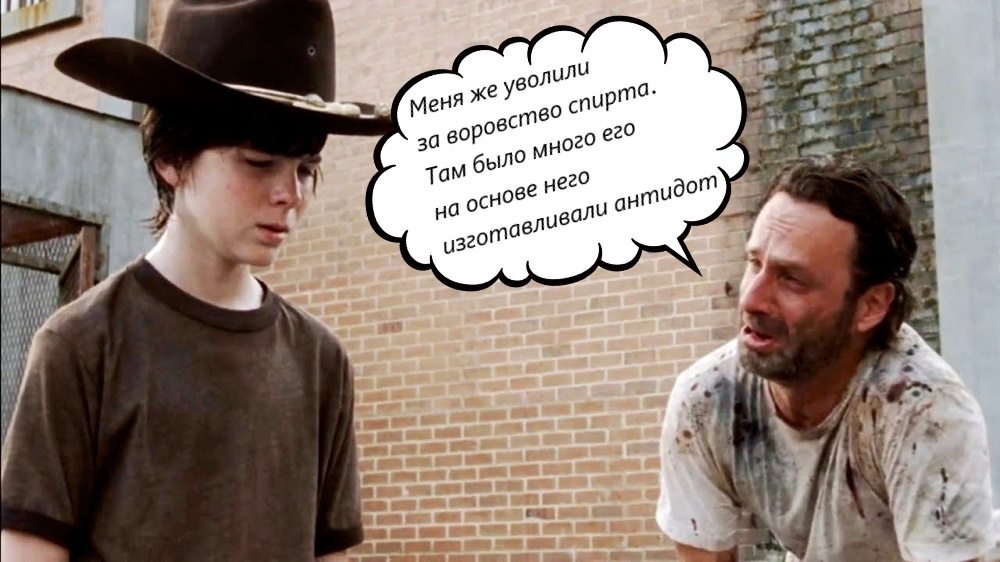 Меня же уволили
за воровство спирта.
Там было много его
на основе него
изготавливали антидот